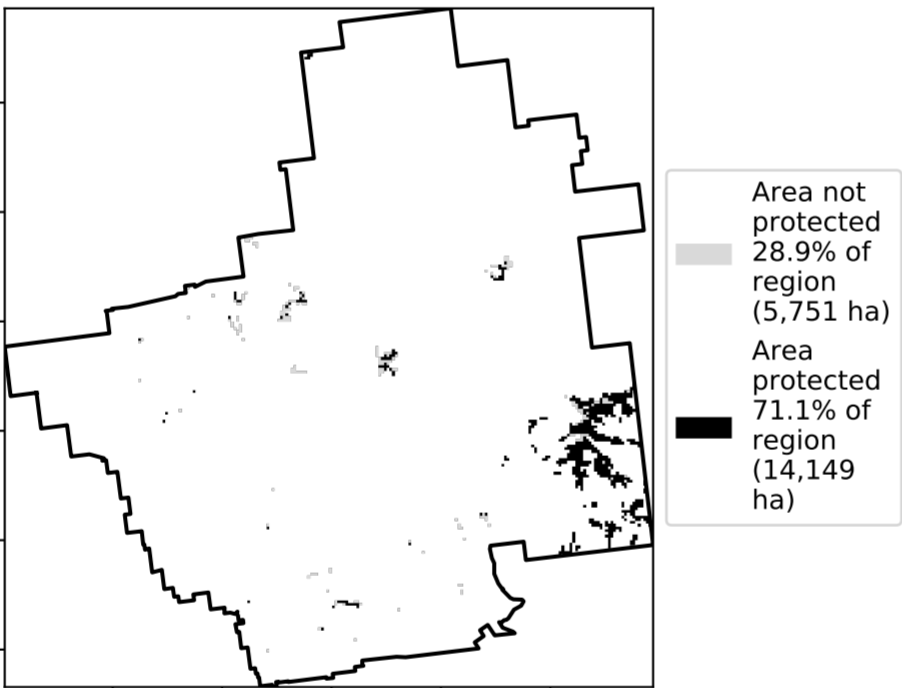 Area not
protected
28.9% of
region
(5,751 ha)
Area
protected
71.1% of
region
(14,149
ha)